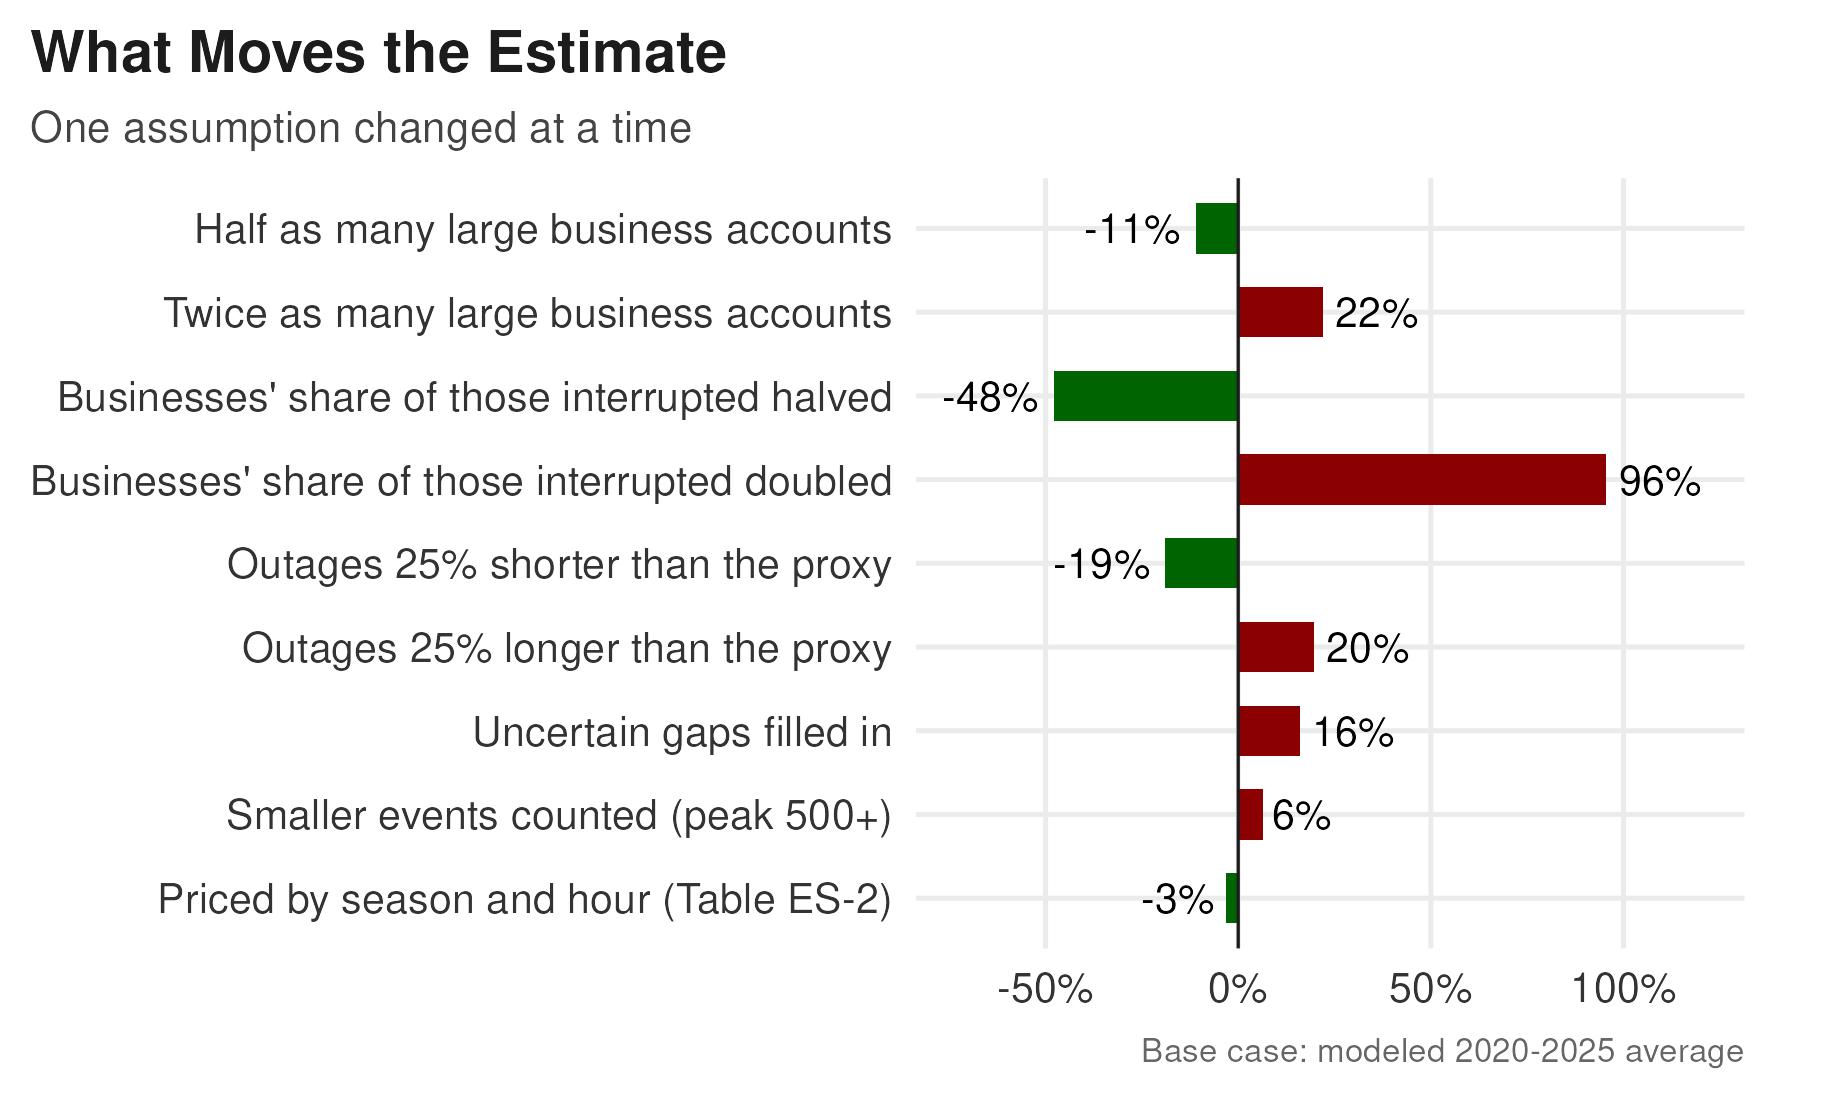 What Moves the Estimate
One assumption changed at a time
Half as many large business accounts -11%
Twice as many large business accounts 22%
Businesses' share of those interrupted halved -48%
Businesses' share of those interrupted doubled 96%
Outages 25% shorter than the proxy -19%
Outages 25% longer than the proxy 20%
Uncertain gaps filled in 16%
Smaller events counted (peak 500+) 6%
Priced by season and hour (Table ES-2) -3%
-50% 0% 50% 100%
Base case: modeled 2020-2025 average